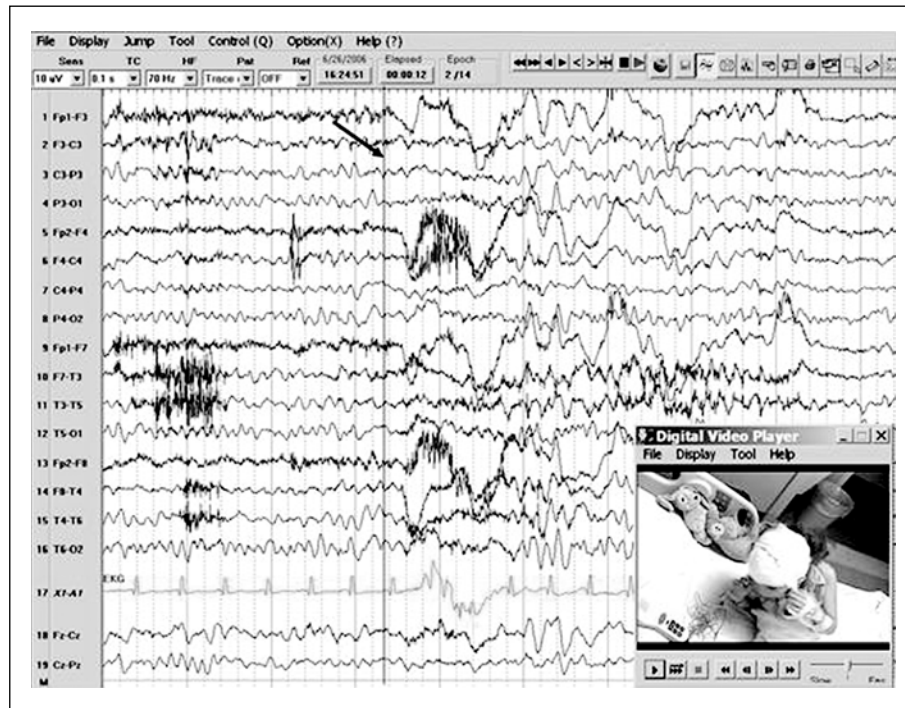 File Display Jump Tool Control (Q) Option(X) Help (?)
Sens TC HF Pat Ref 6/26/2006 Elapsed Epoch
10 uV 0.1 s 70 Hz Trace OFF 16:24:51 00:00:12 2 /14
1 Fp1-F3
2 F3-C3
3 C3-P3
4 P3-O1
5 Fp2-F4
6 F4-C4
7 C4-P4
8 P4-O2
9 Fp1-F7
10 F7-T3
11 T3-T5
12 T5-O1
13 Fp2-F8
14 F8-T4
15 T4-T6
16 T6-O2
EKG
17 X1-A1
18 Fz-Cz
19 Cz-Pz
M
Digital Video Player
File Display Tool Help
Slow